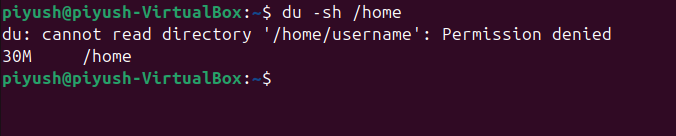 piyush@piyush-VirtualBox:~$ du -sh /home
du: cannot read directory '/home/username': Permission denied
30M     /home
piyush@piyush-VirtualBox:~$